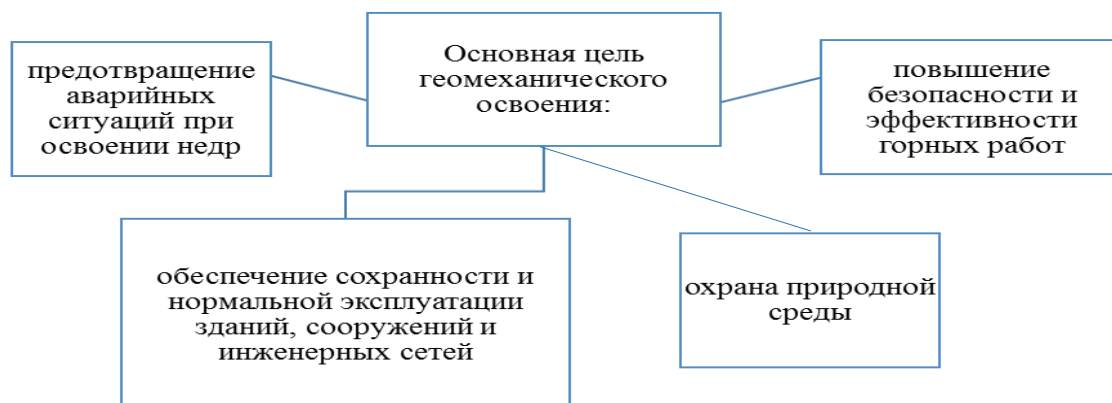 Основная цель
геомеханического
освоения:
предотвращение
аварийных
ситуаций при
освоении недр
повышение
безопасности и
эффективности
горных работ
обеспечение сохранности и
нормальной эксплуатации
зданий, сооружений и
инженерных сетей
охрана природной
среды